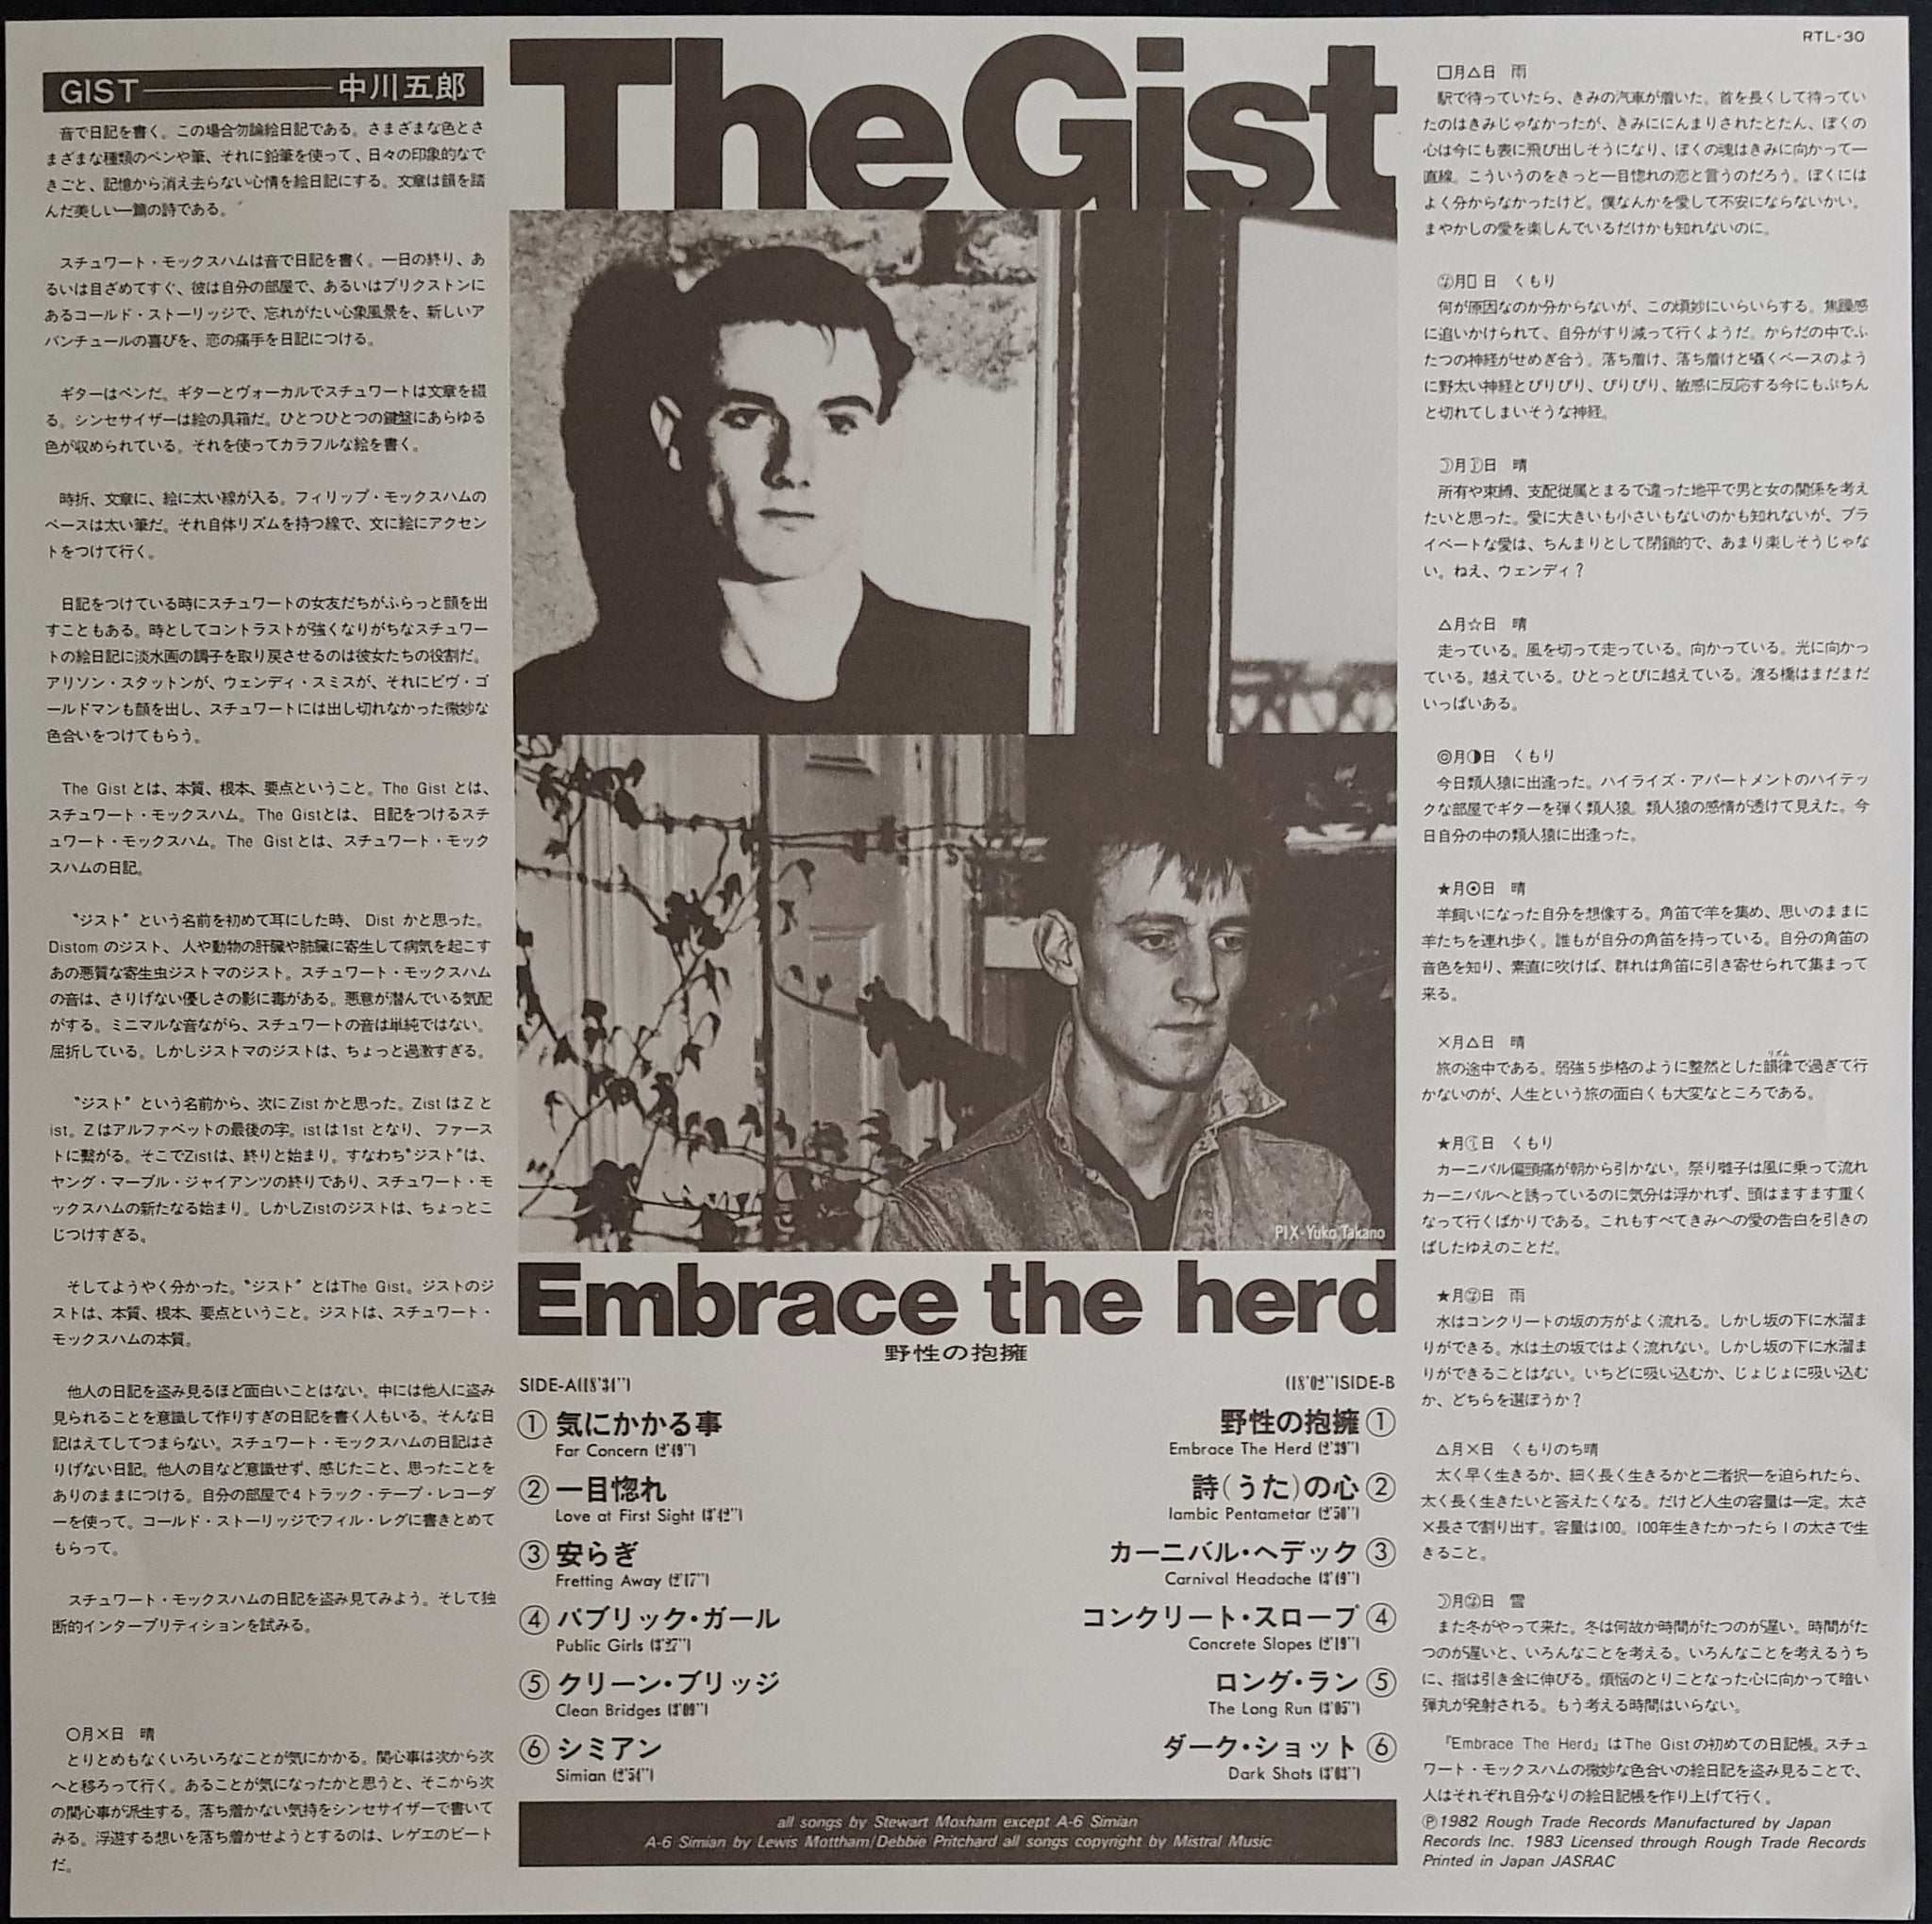 RTL-30
GIST 中川五郎
音で日記を書く。この場合勿論絵日記である。さまざまな色とさ
まざまな種類のペンや筆、それに鉛筆を使って、日々の印象的なで
きごと、記憶から消え去らない心情を絵日記にする。文章は韻を踏
んだ美しい一篇の詩である。
スチュワート・モックスハムは音で日記を書く。一日の終り、あ
るいは目ざめてすぐ、彼は自分の部屋で、あるいはブリクストンに
あるコールド・ストーリッジで、忘れがたい心象風景を、新しいア
バンチュールの喜びを、恋の痛手を日記につける。
ギターはペンだ。ギターとヴォーカルでスチュワートは文章を綴
る。シンセサイザーは絵の具箱だ。ひとつひとつの鍵盤にあらゆる
色が収められている。それを使ってカラフルな絵を書く。
時折、文章に、絵に太い線が入る。フィリップ・モックスハムの
ベースは太い筆だ。それ自体リズムを持つ線で、文に絵にアクセン
トをつけて行く。
日記をつけている時にスチュワートの女友だちがふらっと顔を出
すこともある。時としてコントラストが強くなりがちなスチュワー
トの絵日記に淡水画の調子を取り戻させるのは彼女たちの役割だ。
アリソン・スタットンが、ウェンディ・スミスが、それにビヴ・ゴ
ールドマンも顔を出し、スチュワートには出し切れなかった微妙な
色合いをつけてもらう。
The Gist とは、本質、根本、要点ということ。The Gist とは、
スチュワート・モックスハム。The Gistとは、日記をつけるスチ
ュワート・モックスハム。The Gistとは、スチュワート・モック
スハムの日記。
“ジスト”という名前を初めて耳にした時、Dist かと思った。
Distom のジスト、人や動物の肝臓や肺臓に寄生して病気を起こす
あの悪質な寄生虫ジストマのジスト。スチュワート・モックスハム
の音は、さりげない優しさの影に毒がある。悪意が潜んでいる気配
がする。ミニマルな音ながら、スチュワートの音は単純ではない。
屈折している。しかしジストマのジストは、ちょっと過激すぎる。
“ジスト”という名前から、次に Zist かと思った。Zist は Z と
ist。Zはアルファベットの最後の字。istは1st となり、ファース
トに繫がる。そこでZistは、終りと始まり。すなわち“ジスト”は、
ヤング・マーブル・ジャイアンツの終りであり、スチュワート・モ
ックスハムの新たなる始まり。しかしZistのジストは、ちょっとこ
じつけすぎる。
そしてようやく分かった。“ジスト”とはThe Gist。ジストのジ
ストは、本質、根本、要点ということ。ジストは、スチュワート・
モックスハムの本質。
他人の日記を盗み見るほど面白いことはない。中には他人に盗み
見られることを意識して作りすぎの日記を書く人もいる。そんな日
記はえてしてつまらない。スチュワート・モックスハムの日記はさ
りげない日記。他人の目など意識せず、感じたこと、思ったことを
ありのままにつける。自分の部屋で4トラック・テープ・レコーダ
ーを使って。コールド・ストーリッジでフィル・レグに書きとめて
もらって。
スチュワート・モックスハムの日記を盗み見てみよう。そして独
断的インタープリティションを試みる。
○月×日 晴
とりとめもなくいろいろなことが気にかかる。関心事は次から次
へと移ろって行く。あることが気になったかと思うと、そこから次
の関心事が派生する。落ち着かない気持をシンセサイザーで書いて
みる。浮遊する想いを落ち着かせようとするのは、レゲエのビート
だ。
The Gist
PIX-Yuko Takano
Embrace the herd
野性の抱擁
SIDE-A(18'34")
① 気にかかる事
Far Concern (2'49")
② 一目惚れ
Love at First Sight (3'42")
③ 安らぎ
Fretting Away (2'17")
④ パブリック・ガール
Public Girls (3'27")
⑤ クリーン・ブリッジ
Clean Bridges (3'09")
⑥ シミアン
Simian (2'54")
(18'02")SIDE-B
野性の抱擁 ①
Embrace The Herd (2'39")
詩(うた)の心 ②
Iambic Pentametar (2'50")
カーニバル・ヘデック ③
Carnival Headache (3'49")
コンクリート・スロープ ④
Concrete Slopes (2'19")
ロング・ラン ⑤
The Long Run (3'05")
ダーク・ショット ⑥
Dark Shots (3'03")
all songs by Stewart Moxham except A-6 Simian
A-6 Simian by Lewis Mottham/Debbie Pritchard all songs copyright by Mistral Music
□月△日 雨
駅で待っていたら、きみの汽車が着いた。首を長くして待ってい
たのはきみじゃなかったが、きみににんまりされたとたん、ぼくの
心は今にも表に飛び出しそうになり、ぼくの魂はきみに向かって一
直線。こういうのをきっと一目惚れの恋と言うのだろう。ぼくには
よく分からなかったけど。僕なんかを愛して不安にならないかい。
まやかしの愛を楽しんでいるだけかも知れないのに。
月□日 くもり
何が原因なのか分からないが、この頃妙にいらいらする。焦躁感
に追いかけられて、自分がすり減って行くようだ。からだの中でふ
たつの神経がせめぎ合う。落ち着け、落ち着けと囁くベースのよう
に野太い神経とぴりぴり、ぴりぴり、敏感に反応する今にもぷちん
と切れてしまいそうな神経。
☽月日 晴
所有や束縛、支配従属とまるで違った地平で男と女の関係を考え
たいと思った。愛に大きいも小さいもないのかも知れないが、プラ
イベートな愛は、ちんまりとして閉鎖的で、あまり楽しそうじゃな
い。ねえ、ウェンディ？
△月☆日 晴
走っている。風を切って走っている。向かっている。光に向かっ
ている。越えている。ひとっとびに越えている。渡る橋はまだまだ
いっぱいある。
◎月◑日 くもり
今日類人猿に出逢った。ハイライズ・アパートメントのハイテッ
クな部屋でギターを弾く類人猿。類人猿の感情が透けて見えた。今
日自分の中の類人猿に出逢った。
★月⊙日 晴
羊飼いになった自分を想像する。角笛で羊を集め、思いのままに
羊たちを連れ歩く。誰もが自分の角笛を持っている。自分の角笛の
音色を知り、素直に吹けば、群れは角笛に引き寄せられて集まって
来る。
×月△日 晴
旅の途中である。弱強5歩格のように整然とした韻律（リズム）で過ぎて行
かないのが、人生という旅の面白くも大変なところである。
★月日 くもり
カーニバル偏頭痛が朝から引かない。祭り囃子は風に乗って流れ
カーニバルへと誘っているのに気分は浮かれず、頭はますます重く
なって行くばかりである。これもすべてきみへの愛の告白を引きの
ばしたゆえのことだ。
★月日 雨
水はコンクリートの坂の方がよく流れる。しかし坂の下に水溜ま
りができる。水は土の坂ではよく流れない。しかし坂の下に水溜ま
りができることはない。いちどに吸い込むか、じょじょに吸い込む
か、どちらを選ぼうか？
△月×日 くもりのち晴
太く早く生きるか、細く長く生きるかと二者択一を迫られたら、
太く長く生きたいと答えたくなる。だけど人生の容量は一定。太さ
×長さで割り出す。容量は100。100年生きたかったら1の太さで生
きること。
☽月日 雪
また冬がやって来た。冬は何故か時間がたつのが遅い。時間がた
つのが遅いと、いろんなことを考える。いろんなことを考えるうち
に、指は引き金に伸びる。煩悩のとりことなった心に向かって暗い
弾丸が発射される。もう考える時間はいらない。
『Embrace The Herd』はThe Gistの初めての日記帳。スチュ
ワート・モックスハムの微妙な色合いの絵日記を盗み見ることで、
人はそれぞれ自分なりの絵日記帳を作り上げて行く。
Ⓟ1982 Rough Trade Records Manufactured by Japan
Records Inc. 1983 Licensed through Rough Trade Records
Printed in Japan JASRAC